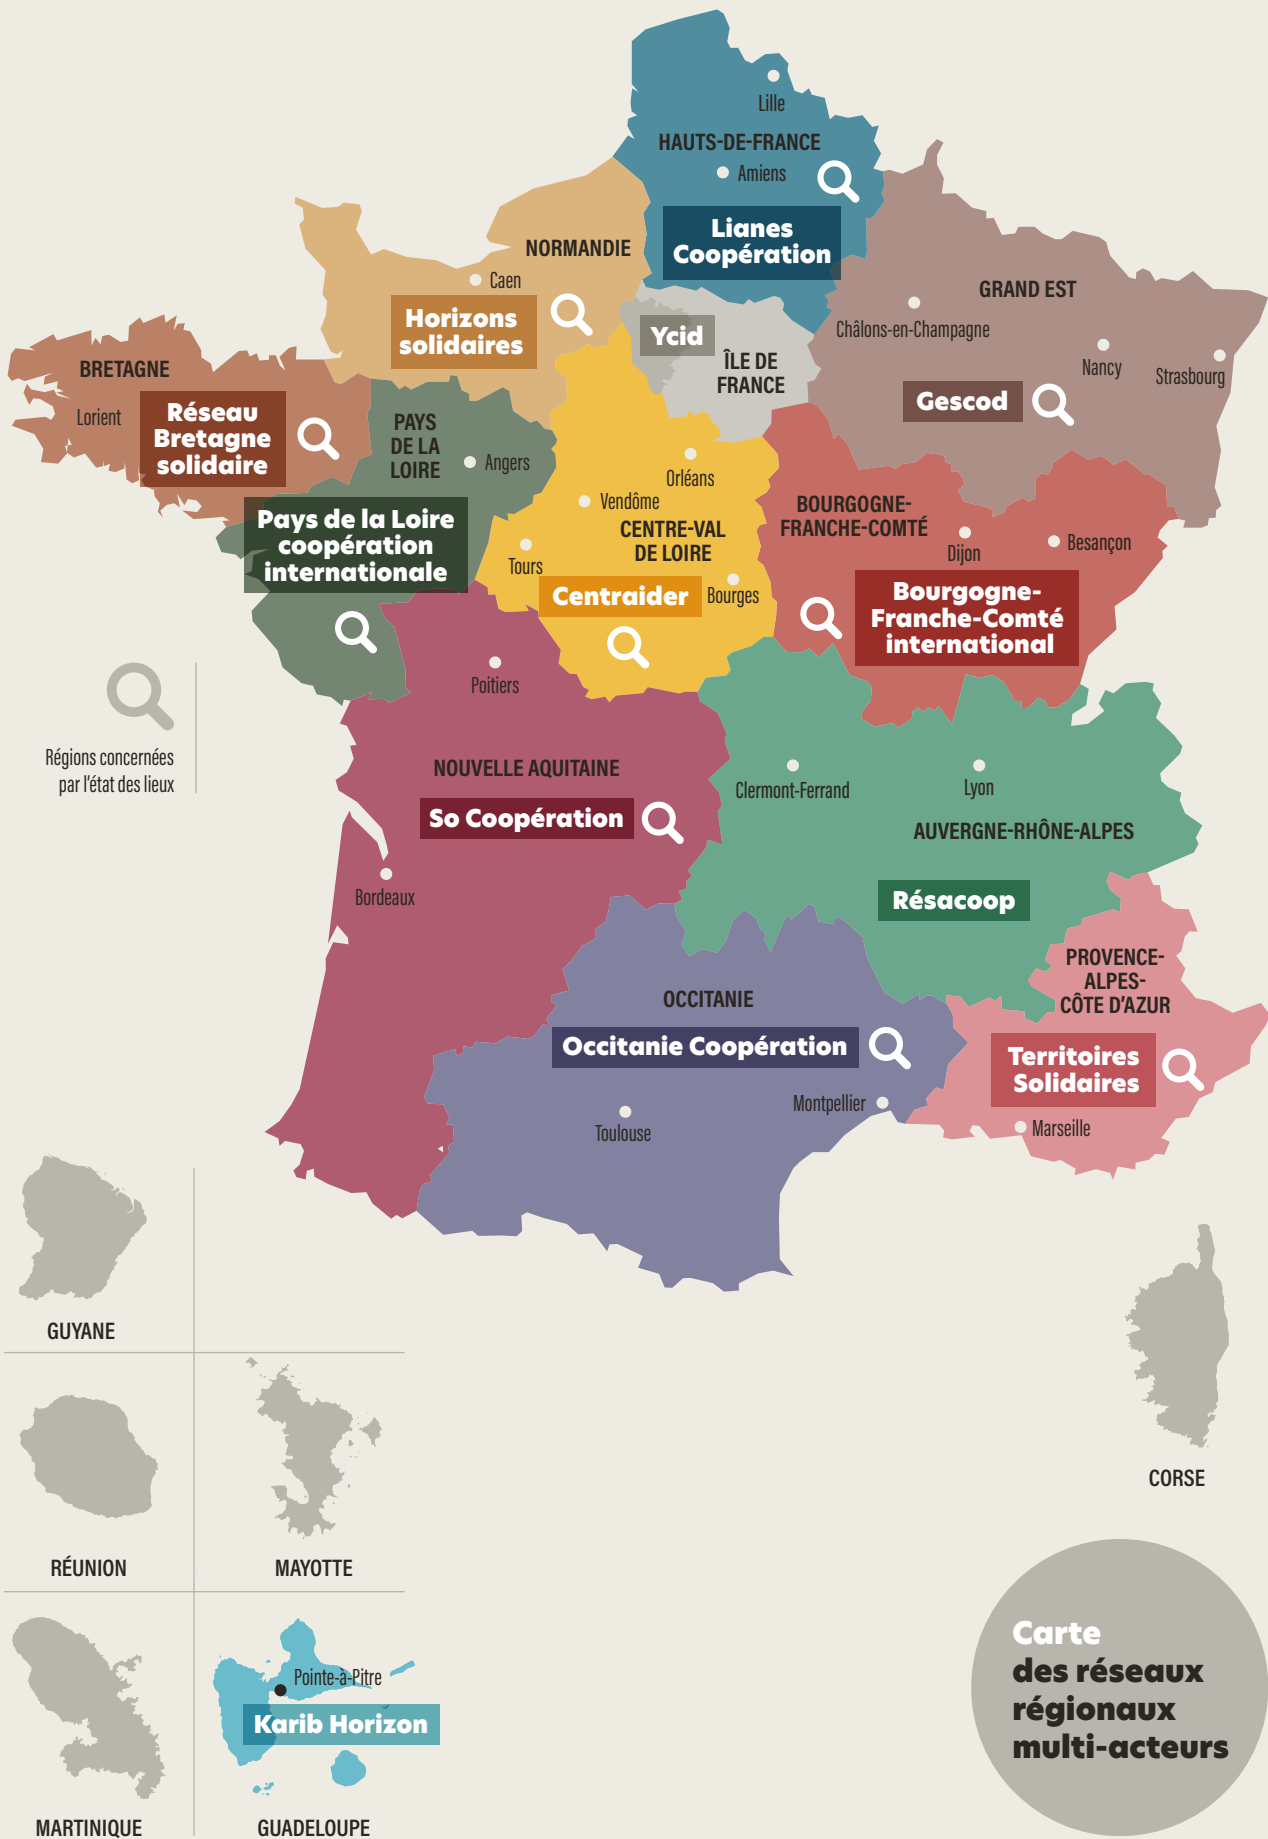 Lille
HAUTS-DE-FRANCE
Amiens
Lianes
Coopération
NORMANDIE
Caen
Horizons
solidaires
GRAND EST
Châlons-en-Champagne
Nancy
Strasbourg
Gescod
Ycid
ÎLE DE
FRANCE
BRETAGNE
Lorient
Réseau
Bretagne
solidaire
PAYS
DE LA
LOIRE
Angers
Pays de la Loire
coopération
internationale
Orléans
Vendôme
CENTRE-VAL
DE LOIRE
Tours
Centraider
Bourges
BOURGOGNE-
FRANCHE-COMTÉ
Dijon
Besançon
Bourgogne-
Franche-Comté
international
Régions concernées
par l'état des lieux
Poitiers
NOUVELLE AQUITAINE
So Coopération
Bordeaux
Clermont-Ferrand
Lyon
AUVERGNE-RHÔNE-ALPES
Résacoop
PROVENCE-
ALPES-
CÔTE D'AZUR
Territoires
Solidaires
Marseille
OCCITANIE
Occitanie Coopération
Montpellier
Toulouse
GUYANE
RÉUNION
MAYOTTE
MARTINIQUE
Pointe-à-Pitre
Karib Horizon
GUADELOUPE
CORSE
Carte
des réseaux
régionaux
multi-acteurs